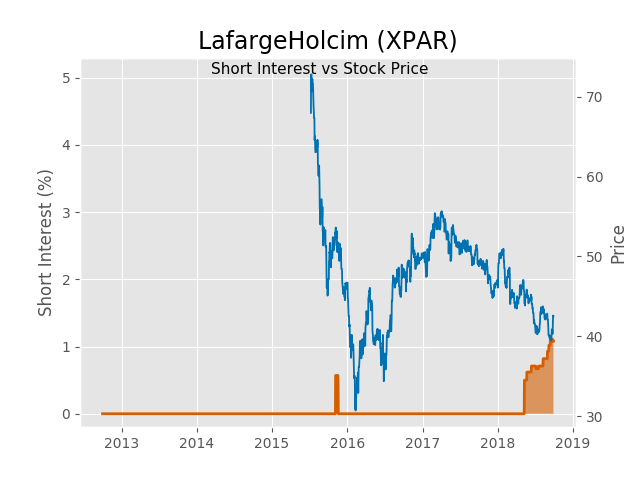 LafargeHolcim (XPAR)
Short Interest vs Stock Price
Short Interest (%)
5
4
3
2
1
0
70
60
50
40
30
Price
2013 2014 2015 2016 2017 2018 2019